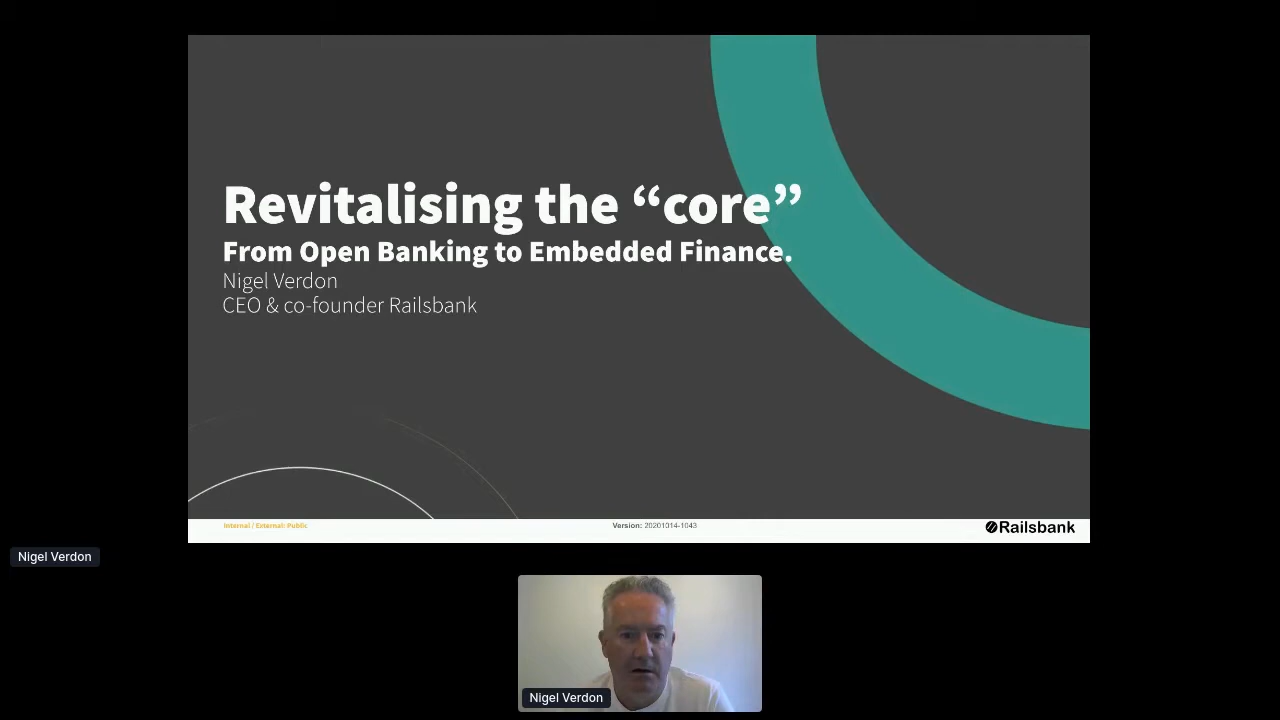 Revitalising the “core”
From Open Banking to Embedded Finance.
Nigel Verdon
CEO & co-founder Railsbank
Internal / External: Public
Version: 20201014-1043
Railsbank
Nigel Verdon
Nigel Verdon